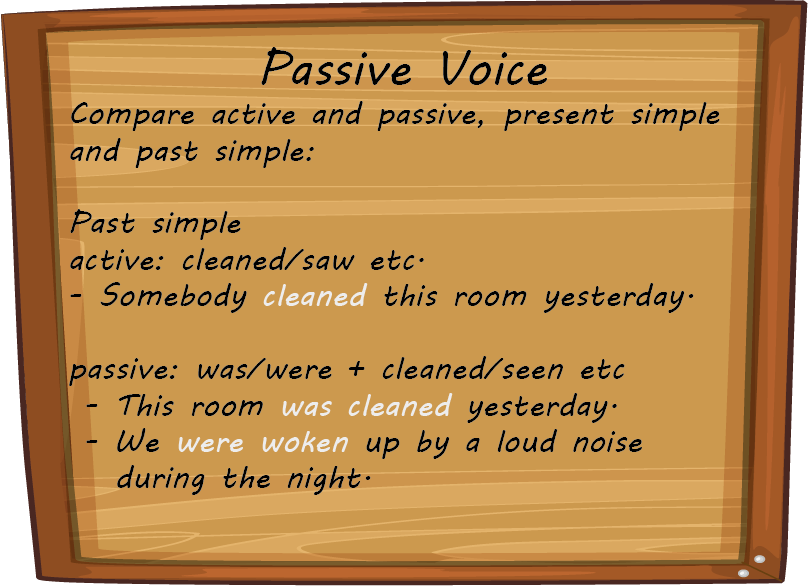 Passive Voice
Compare active and passive, present simple
and past simple:
Past simple
active: cleaned/saw etc.
- Somebody cleaned this room yesterday.
passive: was/were + cleaned/seen etc
- This room was cleaned yesterday.
- We were woken up by a loud noise
during the night.